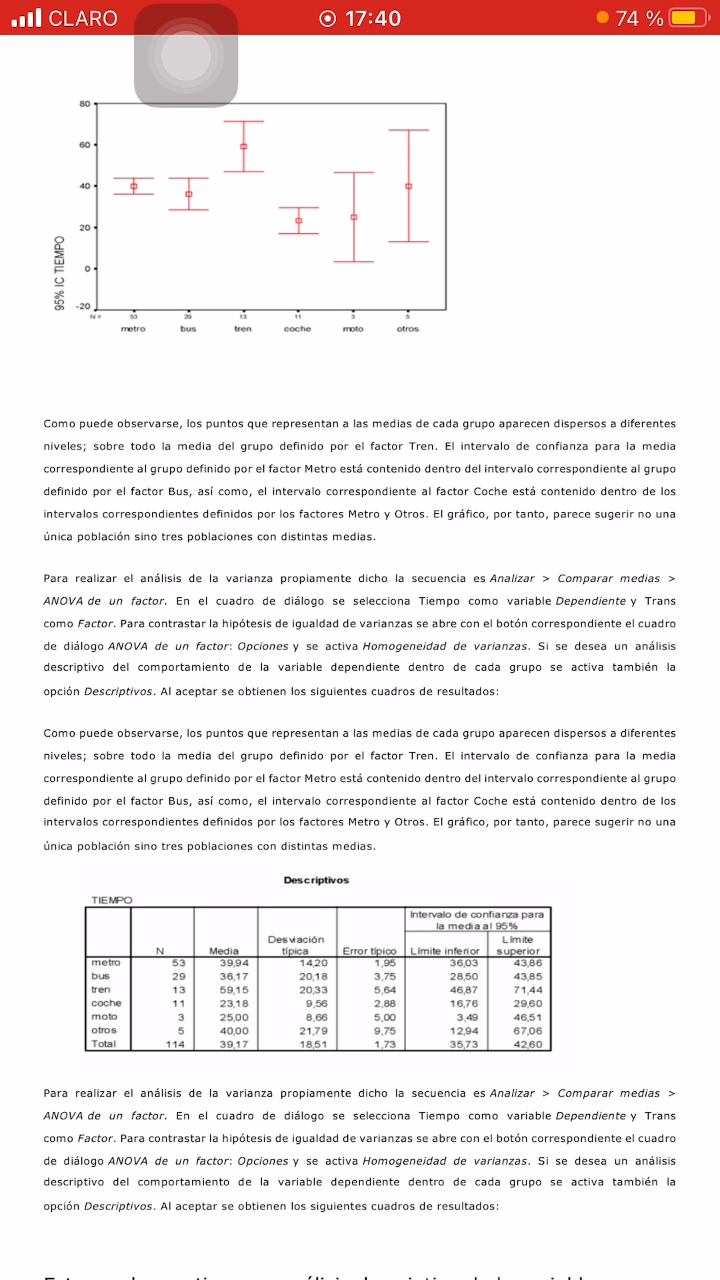 CLARO 17:40 74 %
80
60
40
20
0
-20
95% IC TIEMPO
N = 53 29 13 11 3 5
metro bus tren coche moto otros
Como puede observarse, los puntos que representan a las medias de cada grupo aparecen dispersos a diferentes
niveles; sobre todo la media del grupo definido por el factor Tren. El intervalo de confianza para la media
correspondiente al grupo definido por el factor Metro está contenido dentro del intervalo correspondiente al grupo
definido por el factor Bus, así como, el intervalo correspondiente al factor Coche está contenido dentro de los
intervalos correspondientes definidos por los factores Metro y Otros. El gráfico, por tanto, parece sugerir no una
única población sino tres poblaciones con distintas medias.
Para realizar el análisis de la varianza propiamente dicho la secuencia es Analizar > Comparar medias >
ANOVA de un factor. En el cuadro de diálogo se selecciona Tiempo como variable Dependiente y Trans
como Factor. Para contrastar la hipótesis de igualdad de varianzas se abre con el botón correspondiente el cuadro
de diálogo ANOVA de un factor: Opciones y se activa Homogeneidad de varianzas. Si se desea un análisis
descriptivo del comportamiento de la variable dependiente dentro de cada grupo se activa también la
opción Descriptivos. Al aceptar se obtienen los siguientes cuadros de resultados:
Como puede observarse, los puntos que representan a las medias de cada grupo aparecen dispersos a diferentes
niveles; sobre todo la media del grupo definido por el factor Tren. El intervalo de confianza para la media
correspondiente al grupo definido por el factor Metro está contenido dentro del intervalo correspondiente al grupo
definido por el factor Bus, así como, el intervalo correspondiente al factor Coche está contenido dentro de los
intervalos correspondientes definidos por los factores Metro y Otros. El gráfico, por tanto, parece sugerir no una
única población sino tres poblaciones con distintas medias.
Descriptivos
TIEMPO
Intervalo de confianza para
la media al 95%
Desviación Límite
N Media típica Error típico Límite inferior superior
metro 53 39,94 14,20 1,95 36,03 43,86
bus 29 36,17 20,18 3,75 28,50 43,85
tren 13 59,15 20,33 5,64 46,87 71,44
coche 11 23,18 9,56 2,88 16,76 29,60
moto 3 25,00 8,66 5,00 3,49 46,51
otros 5 40,00 21,79 9,75 12,94 67,06
Total 114 39,17 18,51 1,73 35,73 42,60
Para realizar el análisis de la varianza propiamente dicho la secuencia es Analizar > Comparar medias >
ANOVA de un factor. En el cuadro de diálogo se selecciona Tiempo como variable Dependiente y Trans
como Factor. Para contrastar la hipótesis de igualdad de varianzas se abre con el botón correspondiente el cuadro
de diálogo ANOVA de un factor: Opciones y se activa Homogeneidad de varianzas. Si se desea un análisis
descriptivo del comportamiento de la variable dependiente dentro de cada grupo se activa también la
opción Descriptivos. Al aceptar se obtienen los siguientes cuadros de resultados: